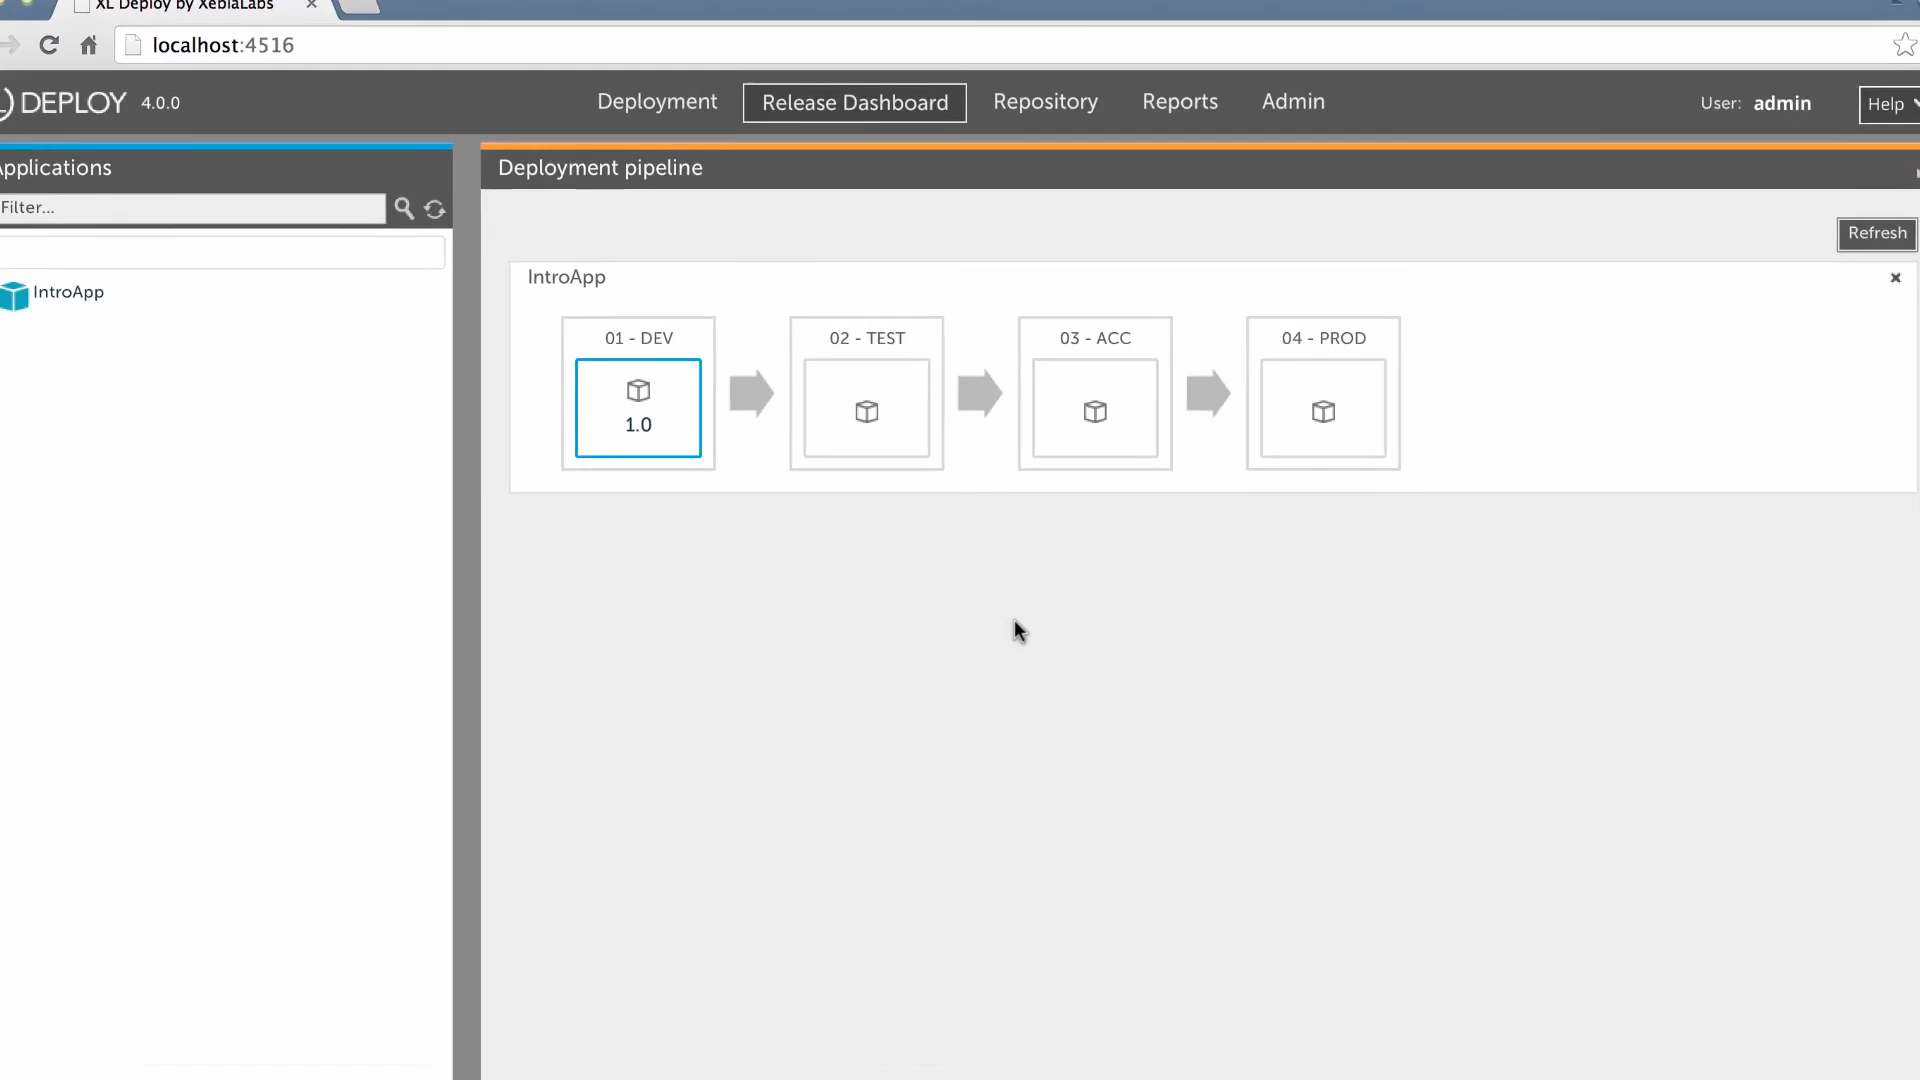 XL Deploy by XebiaLabs
localhost:4516
DEPLOY 4.0.0
Deployment
Release Dashboard
Repository
Reports
Admin
User: admin
Help
Applications
Filter...
IntroApp
Deployment pipeline
Refresh
IntroApp
01 - DEV
02 - TEST
03 - ACC
04 - PROD
1.0